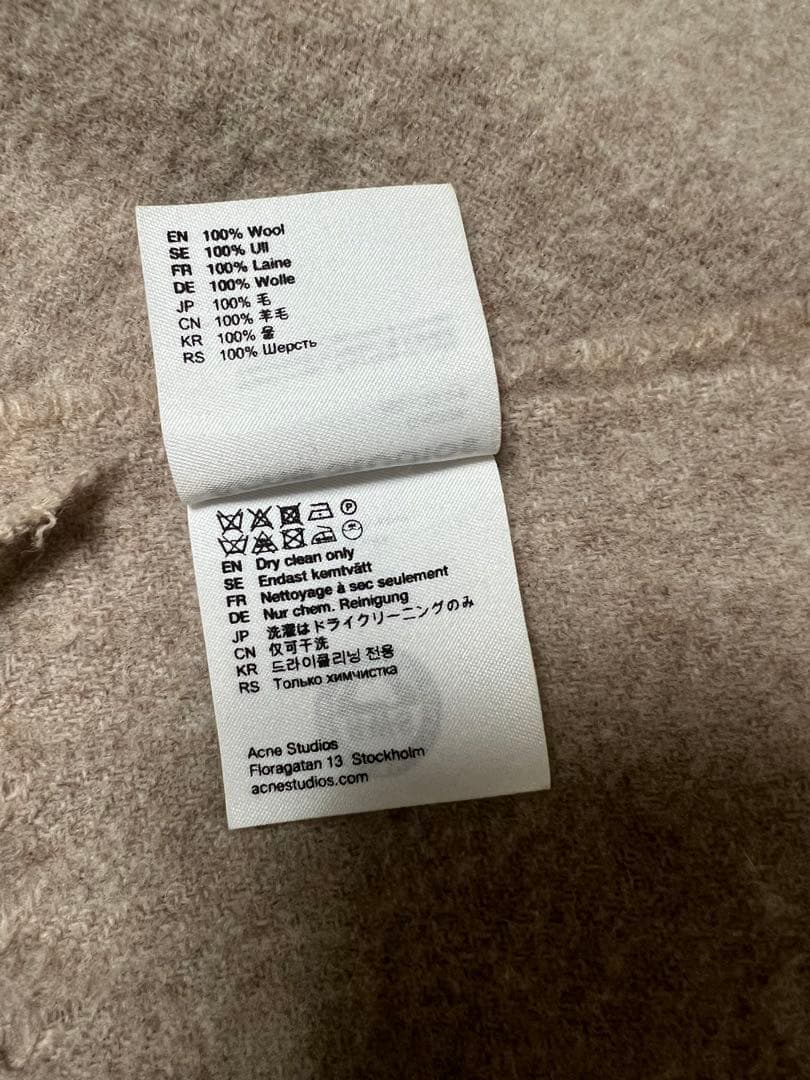 EN 100% Wool
SE 100% Ull
FR 100% Laine
DE 100% Wolle
JP 100% 毛
CN 100% 羊毛
KR 100% 울
RS 100% Шерсть
P
EN Dry clean only
SE Endast kemtvätt
FR Nettoyage à sec seulement
DE Nur chem. Reinigung
JP 洗濯はドライクリーニングのみ
CN 仅可干洗
KR 드라이클리닝 전용
RS Только химчистка
Acne Studios
Floragatan 13 Stockholm
acnestudios.com